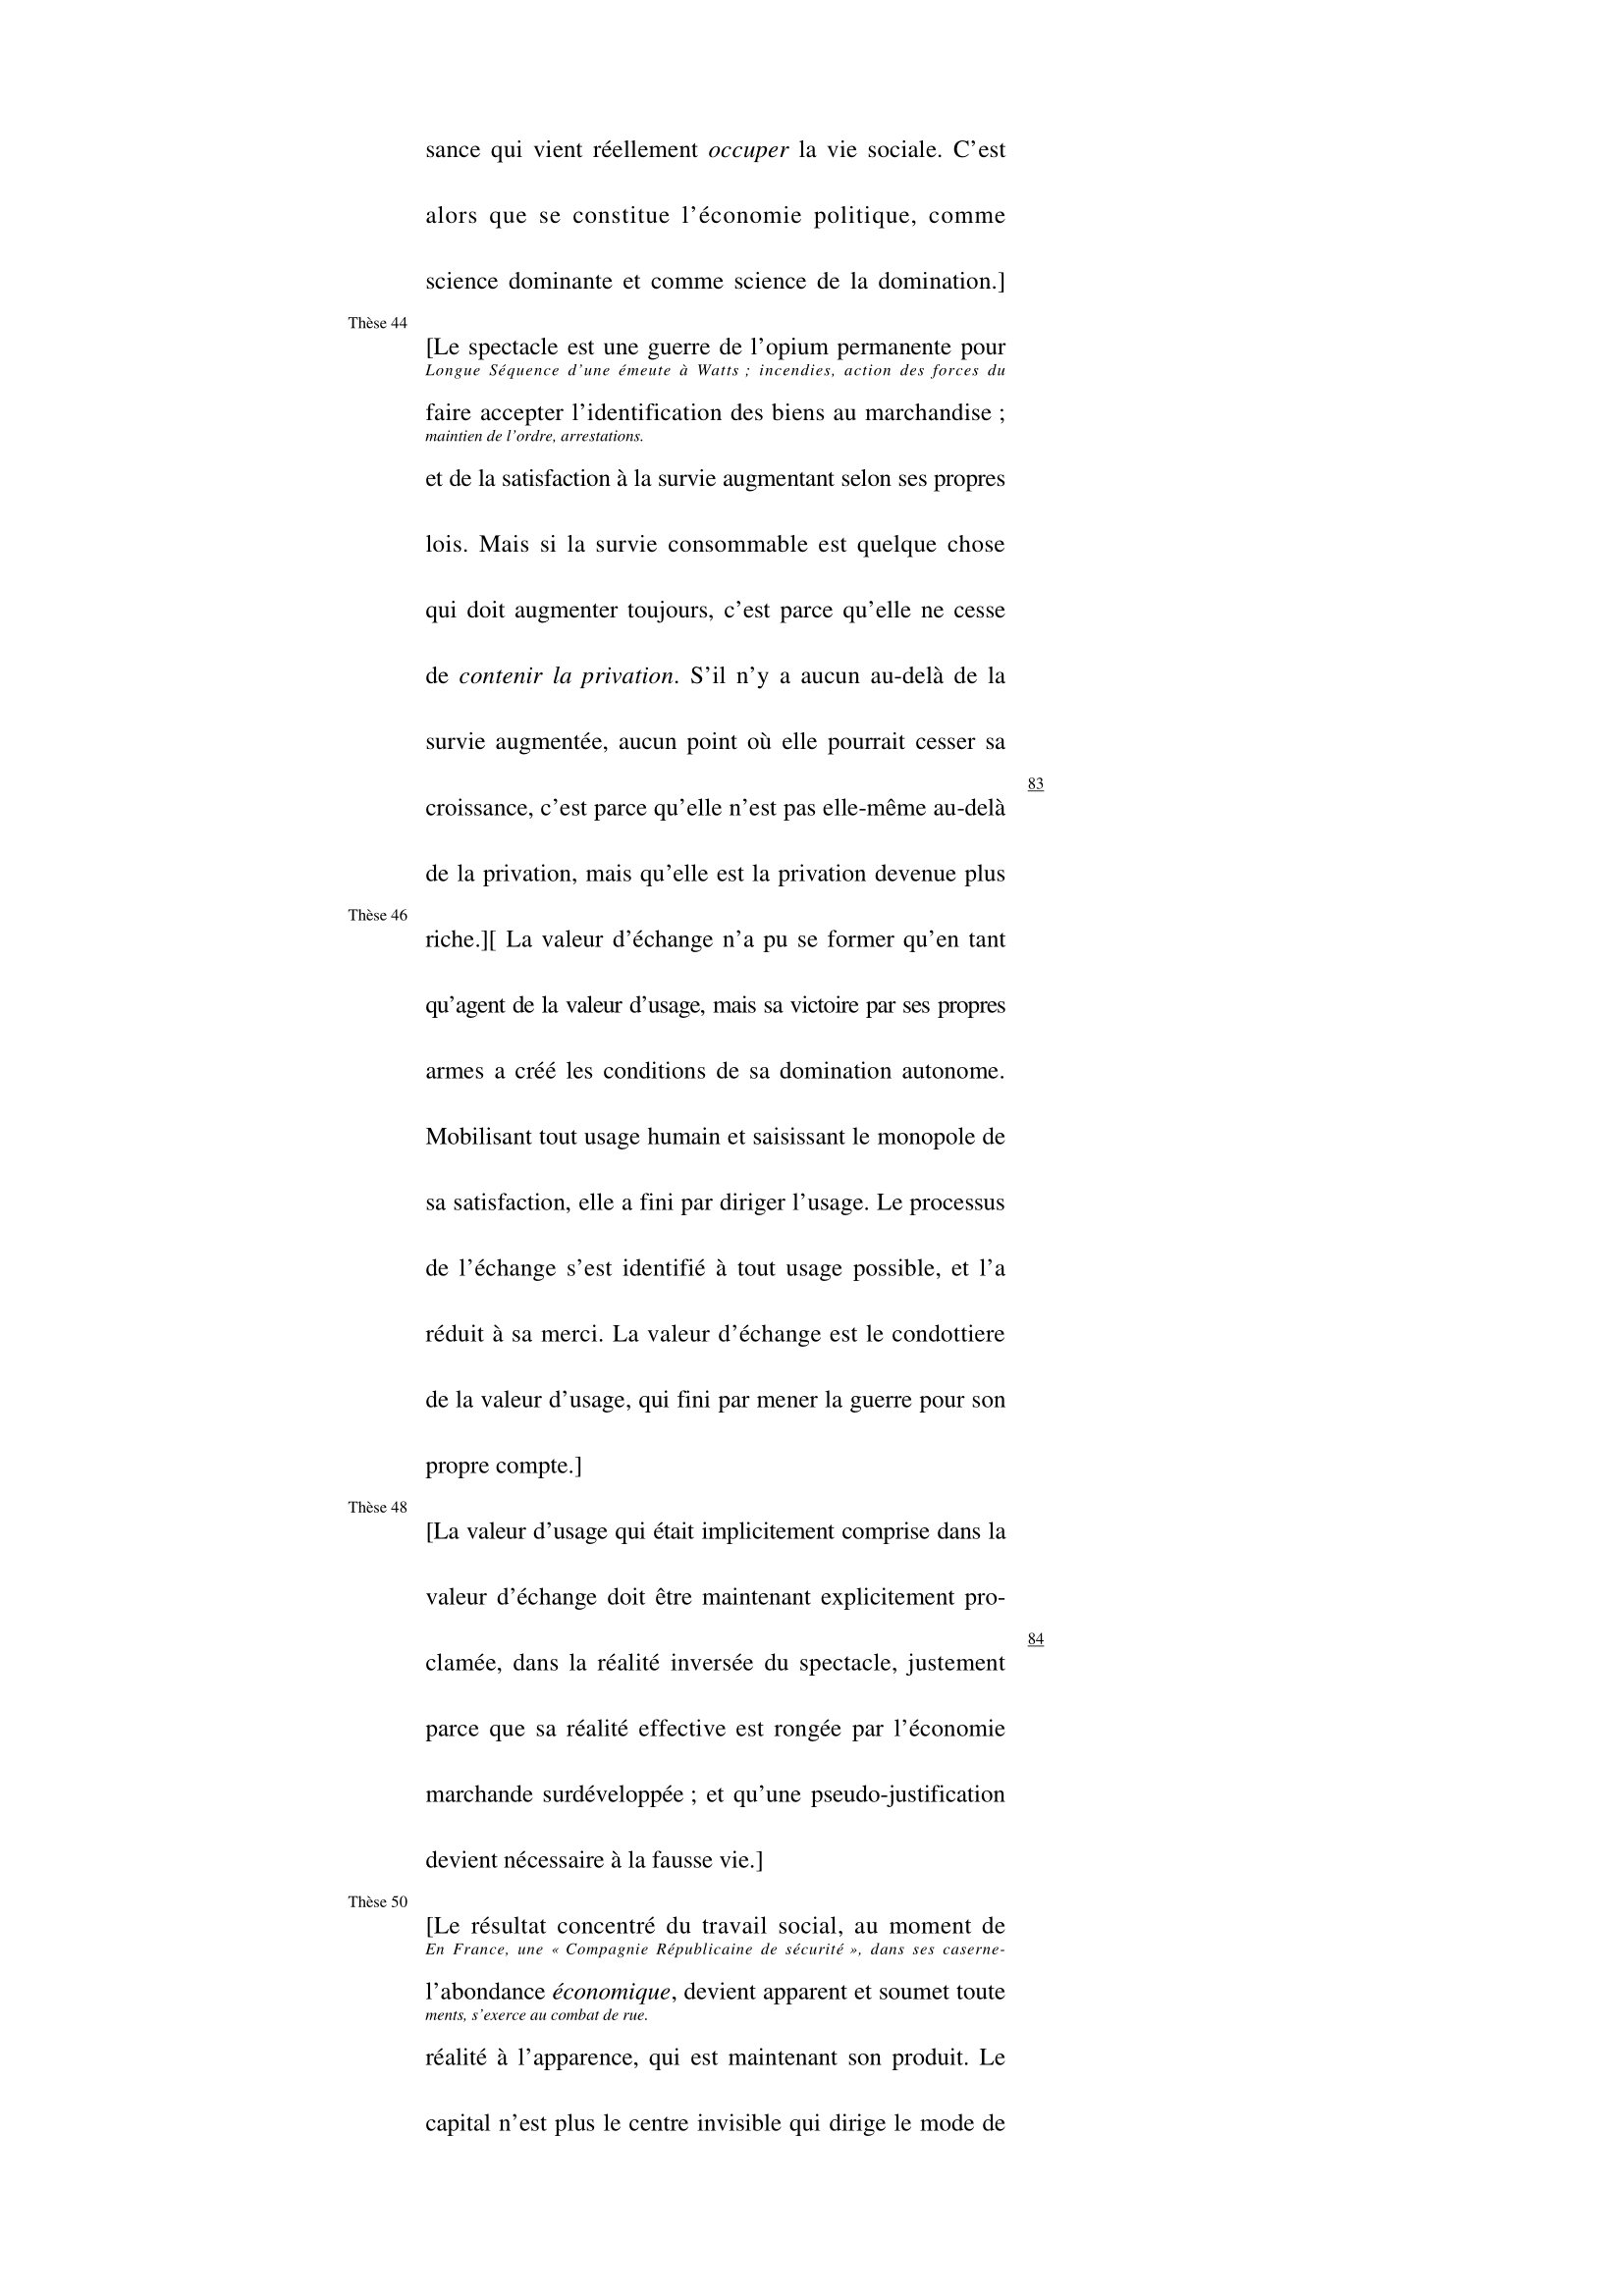 sance qui vient réellement occuper la vie sociale. C’est
alors que se constitue l’économie politique, comme
science dominante et comme science de la domination.]
Thèse 44
[Le spectacle est une guerre de l’opium permanente pour
Longue Séquence d’une émeute à Watts ; incendies, action des forces du
faire accepter l’identification des biens au marchandise ;
maintien de l’ordre, arrestations.
et de la satisfaction à la survie augmentant selon ses propres
lois. Mais si la survie consommable est quelque chose
qui doit augmenter toujours, c’est parce qu’elle ne cesse
de contenir la privation. S’il n’y a aucun au-delà de la
survie augmentée, aucun point où elle pourrait cesser sa
83
croissance, c’est parce qu’elle n’est pas elle-même au-delà
de la privation, mais qu’elle est la privation devenue plus
Thèse 46
riche.][ La valeur d’échange n’a pu se former qu’en tant
qu’agent de la valeur d’usage, mais sa victoire par ses propres
armes a créé les conditions de sa domination autonome.
Mobilisant tout usage humain et saisissant le monopole de
sa satisfaction, elle a fini par diriger l’usage. Le processus
de l’échange s’est identifié à tout usage possible, et l’a
réduit à sa merci. La valeur d’échange est le condottiere
de la valeur d’usage, qui fini par mener la guerre pour son
propre compte.]
Thèse 48
[La valeur d’usage qui était implicitement comprise dans la
valeur d’échange doit être maintenant explicitement pro-
84
clamée, dans la réalité inversée du spectacle, justement
parce que sa réalité effective est rongée par l’économie
marchande surdéveloppée ; et qu’une pseudo-justification
devient nécessaire à la fausse vie.]
Thèse 50
[Le résultat concentré du travail social, au moment de
En France, une « Compagnie Républicaine de sécurité », dans ses caserne-
l’abondance économique, devient apparent et soumet toute
ments, s’exerce au combat de rue.
réalité à l’apparence, qui est maintenant son produit. Le
capital n’est plus le centre invisible qui dirige le mode de